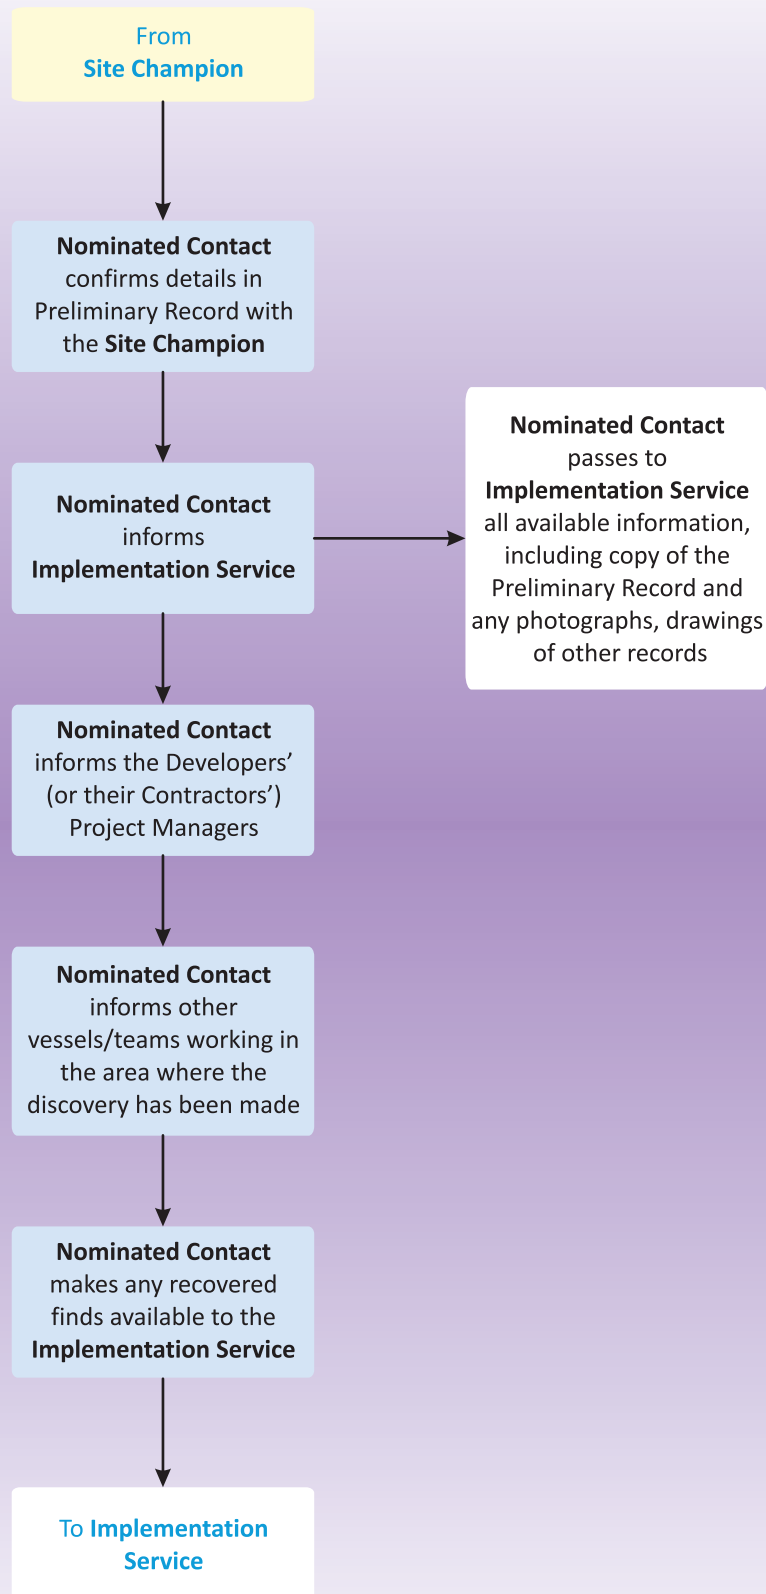 From
Site Champion
Nominated Contact
confirms details in
Preliminary Record with
the Site Champion
Nominated Contact
informs
Implementation Service
Nominated Contact
passes to
Implementation Service
all available information,
including copy of the
Preliminary Record and
any photographs, drawings
of other records
Nominated Contact
informs the Developers’
(or their Contractors’)
Project Managers
Nominated Contact
informs other
vessels/teams working in
the area where the
discovery has been made
Nominated Contact
makes any recovered
finds available to the
Implementation Service
To Implementation
Service